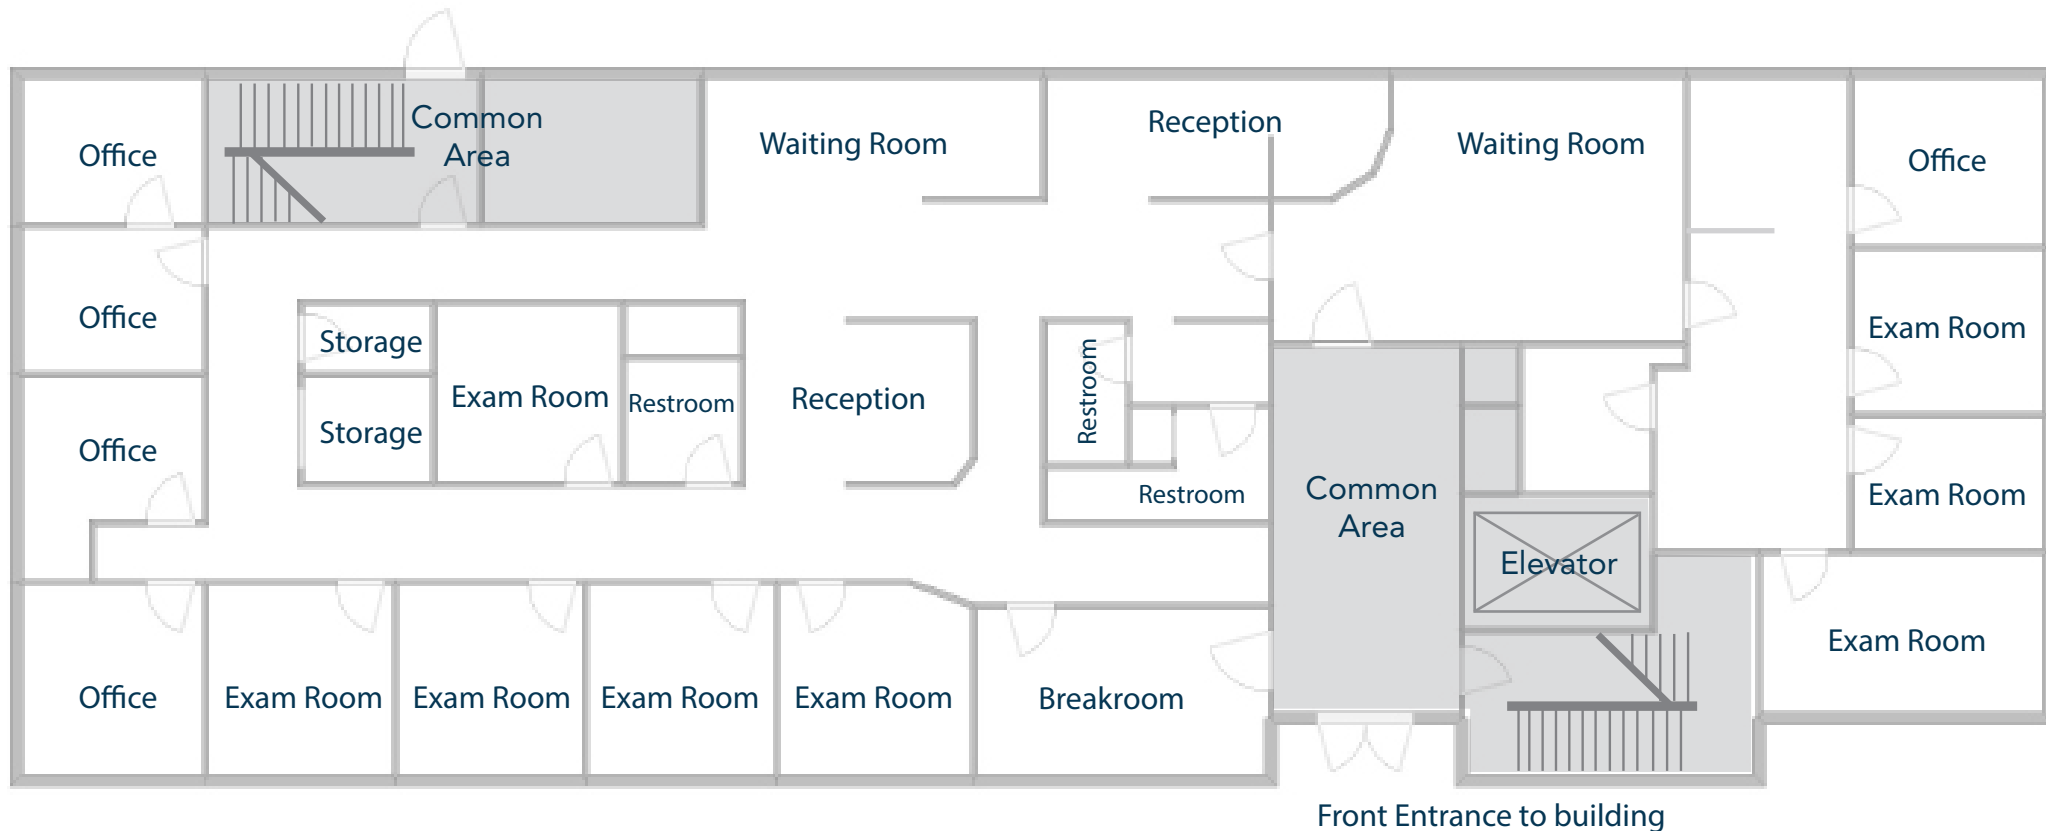 Common
Area
Reception
Waiting Room
Waiting Room
Office
Office
Office
Exam Room
Storage
Exam Room
Restroom
Reception
Restroom
Storage
Office
Common
Area
Restroom
Exam Room
Elevator
Exam Room
Office
Exam Room
Exam Room
Exam Room
Exam Room
Breakroom
Front Entrance to building